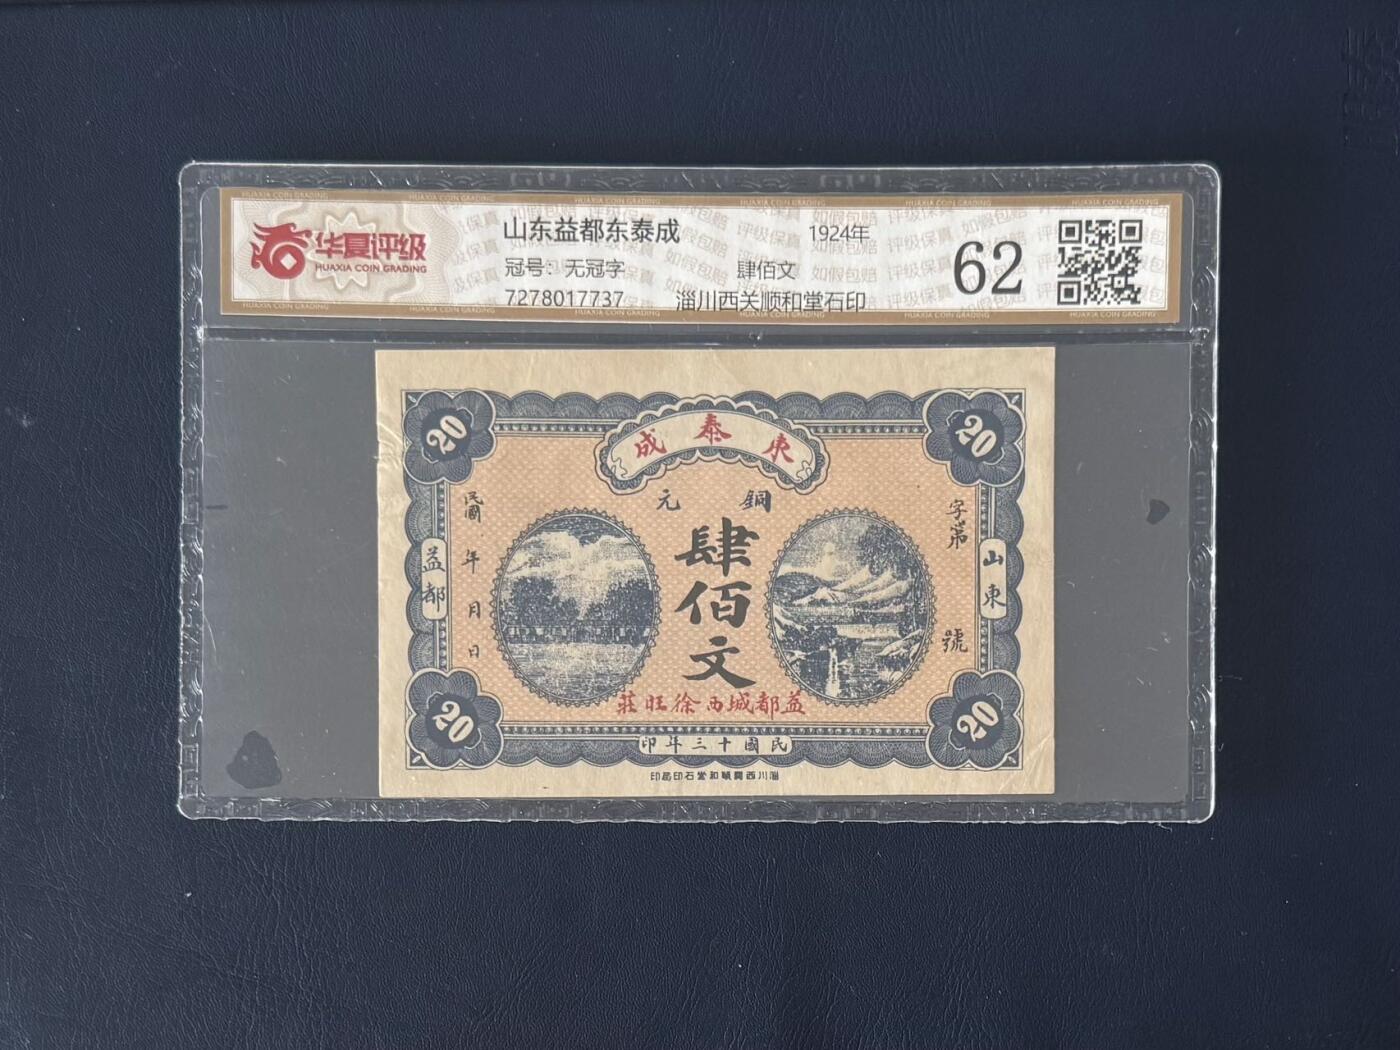 华夏评级
HUAXIA COIN GRADING
山东益都东泰成
1924年
冠号：无冠字
肆佰文
7278017737
淄川西关顺和堂石印
62
20
20
東泰成
銅元
肆佰文
字第
號
民國
年
月
日
山東
益都
益都城西徐旺莊
20
20
民國十三年印
淄川西關順和堂石印局印